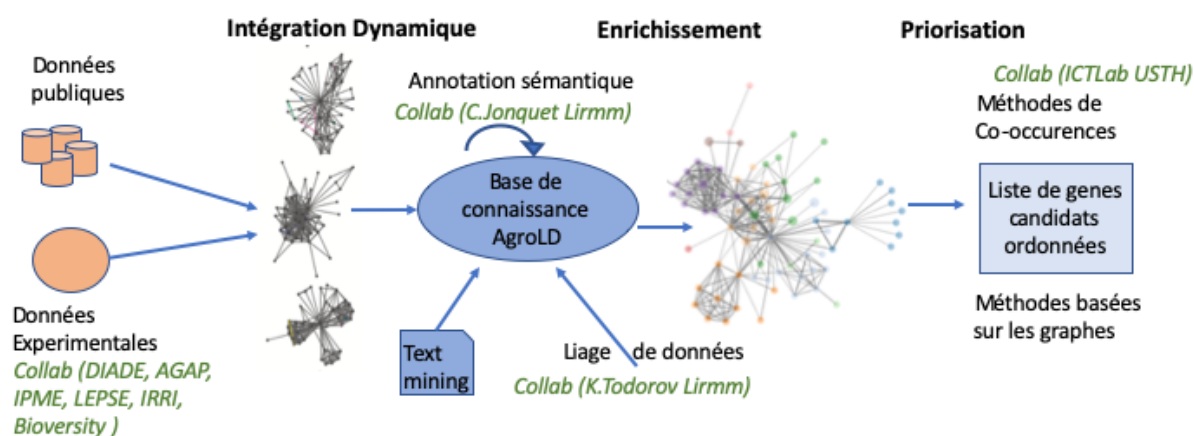 Intégration Dynamique
Enrichissement
Priorisation
Données
publiques
Annotation sémantique
Collab (C.Jonquet Lirmm)
Collab (ICTLab USTH)
Méthodes de
Co-occurences
Base de
connaissance
AgroLD
Liste de genes
candidats
ordonnées
Données
Experimentales
Collab (DIADE, AGAP,
IPME, LEPSE, IRRI,
Bioversity )
Text
mining
Liage de données
Collab (K.Todorov Lirmm)
Méthodes basées
sur les graphes